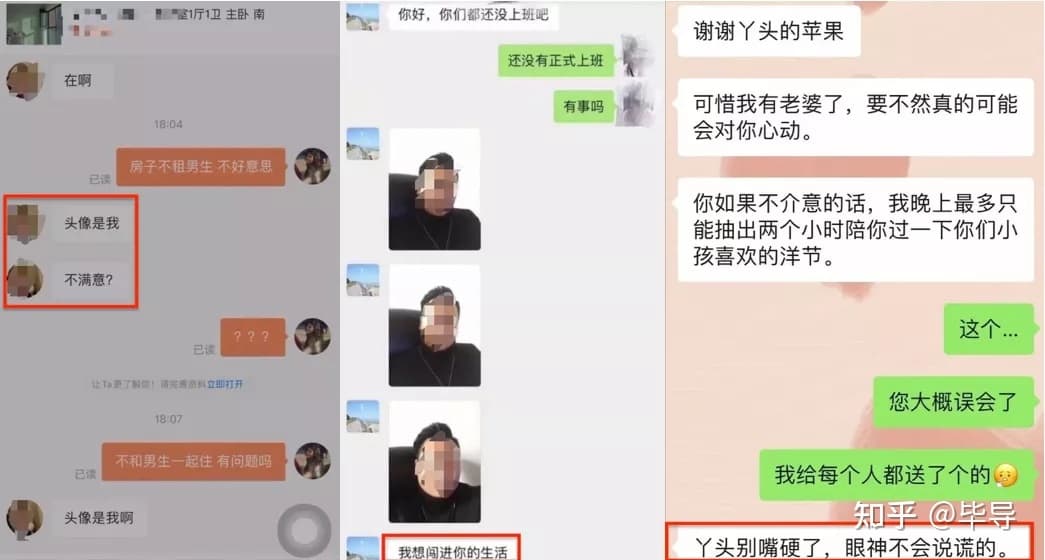 室1厅1卫 主卧 南
在啊
18:04
房子不租男生 不好意思
已读
头像是我
不满意?
???
已读
让Ta更了解你!请完善资料立即打开
18:07
不和男生一起住 有问题吗
已读
头像是我啊
你好,你们都还没上班吧
还没有正式上班
有事吗
我想闯进你的生活
谢谢丫头的苹果
可惜我有老婆了,要不然真的可能
会对你心动。
你如果不介意的话,我晚上最多只
能抽出两个小时陪你过一下你们小
孩喜欢的洋节。
这个...
您大概误会了
我给每个人都送了个的
知乎 @毕导
丫头别嘴硬了,眼神不会说谎的。